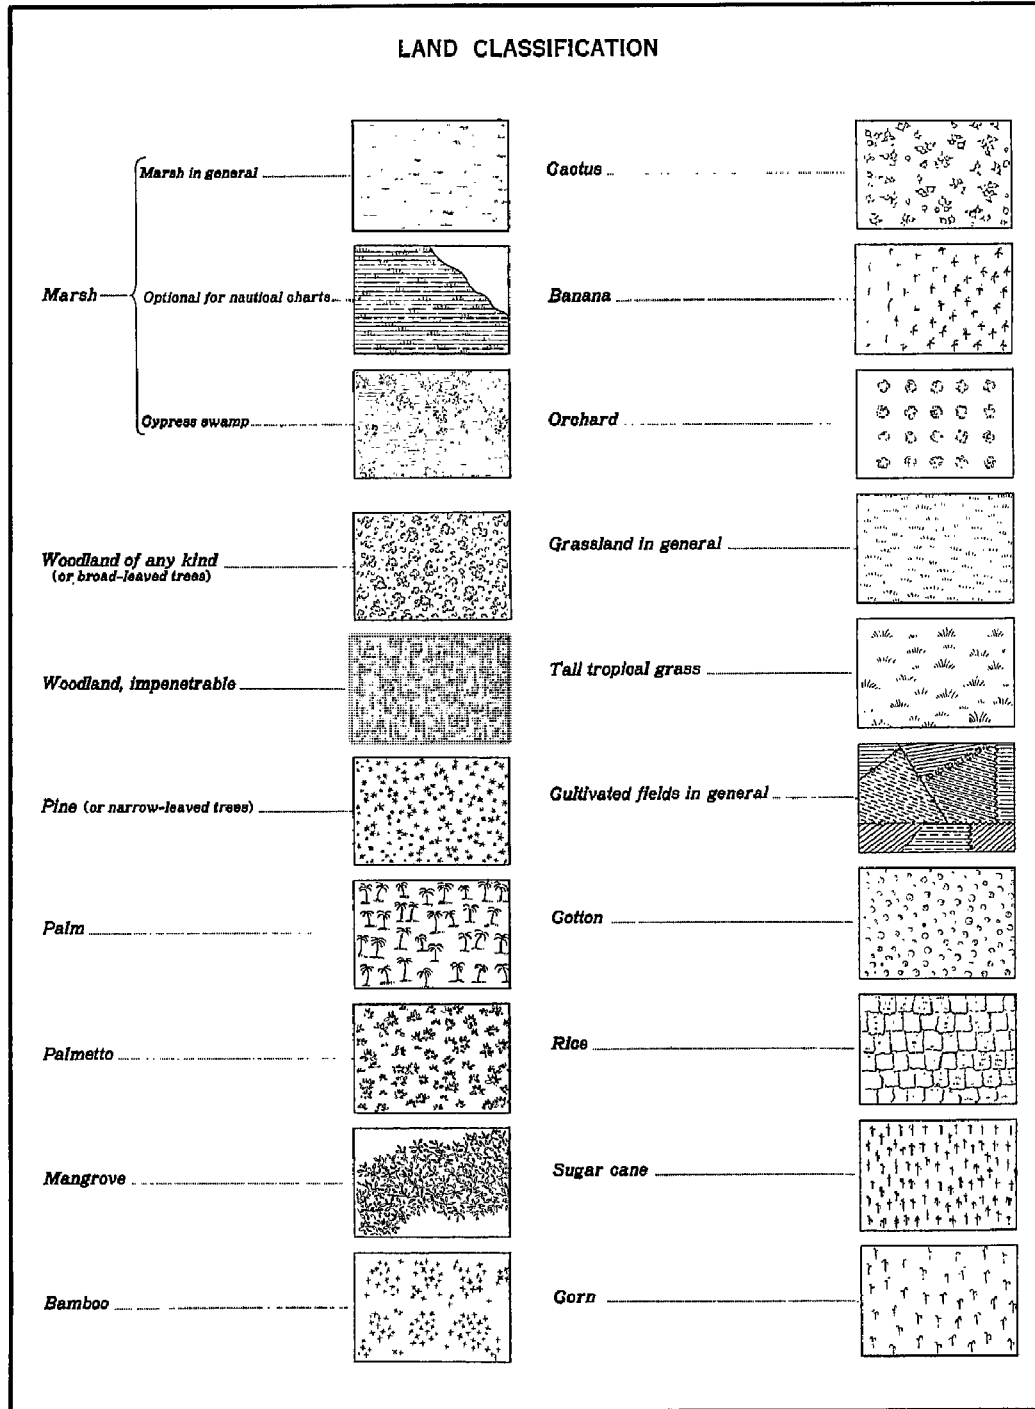 LAND CLASSIFICATION
Marsh
Marsh in general
Optional for nautical charts
Cypress swamp
Woodland of any kind
(or broad-leaved trees)
Woodland, impenetrable
Pine (or narrow-leaved trees)
Palm
Palmetto
Mangrove
Bamboo
Cactus
Banana
Orchard
Grassland in general
Tall tropical grass
Cultivated fields in general
Cotton
Rice
Sugar cane
Corn